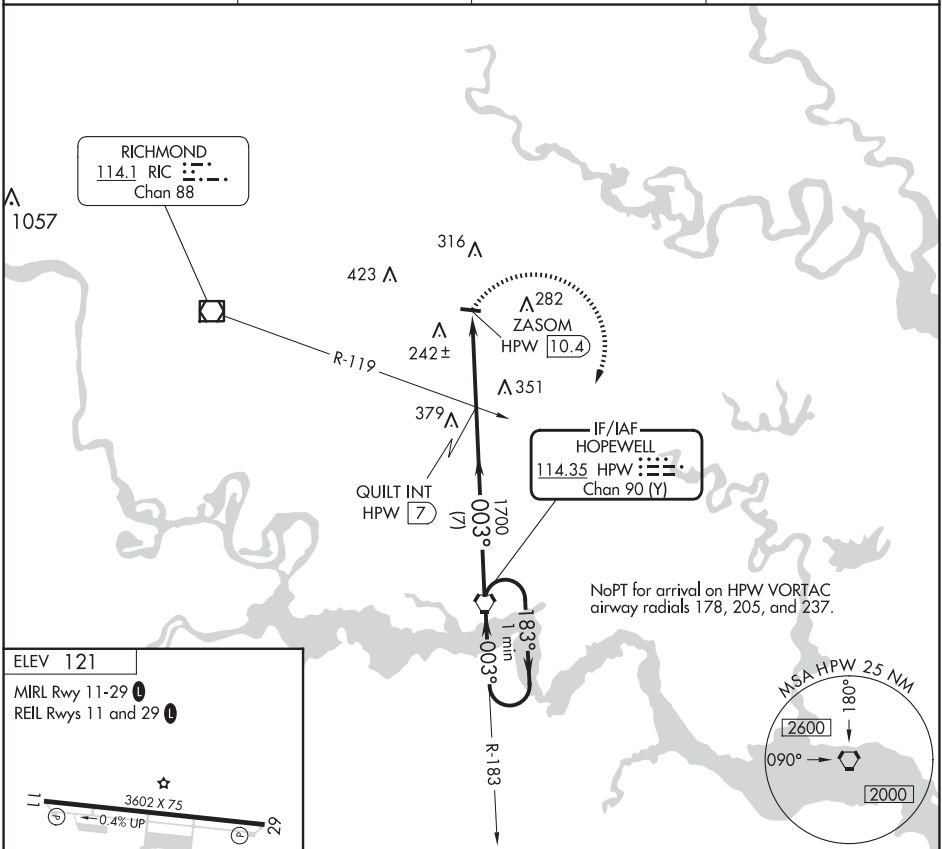 RICHMOND
114.1 RIC
Chan 88
1057
316
423
282
ZASOM
HPW 10.4
242±
R-119
351
379
IF/IAF
HOPEWELL
114.35 HPW
Chan 90 (Y)
QUILT INT
HPW 7
1700
003°
(7)
NoPT for arrival on HPW VORTAC
airway radials 178, 205, and 237.
183°
1 min
003°
R-183
ELEV 121
MIRL Rwy 11-29 L
REIL Rwys 11 and 29 L
11
3602 X 75
0.4% UP
29
P
P
MSA HPW 25 NM
180°
2600
090°
2000